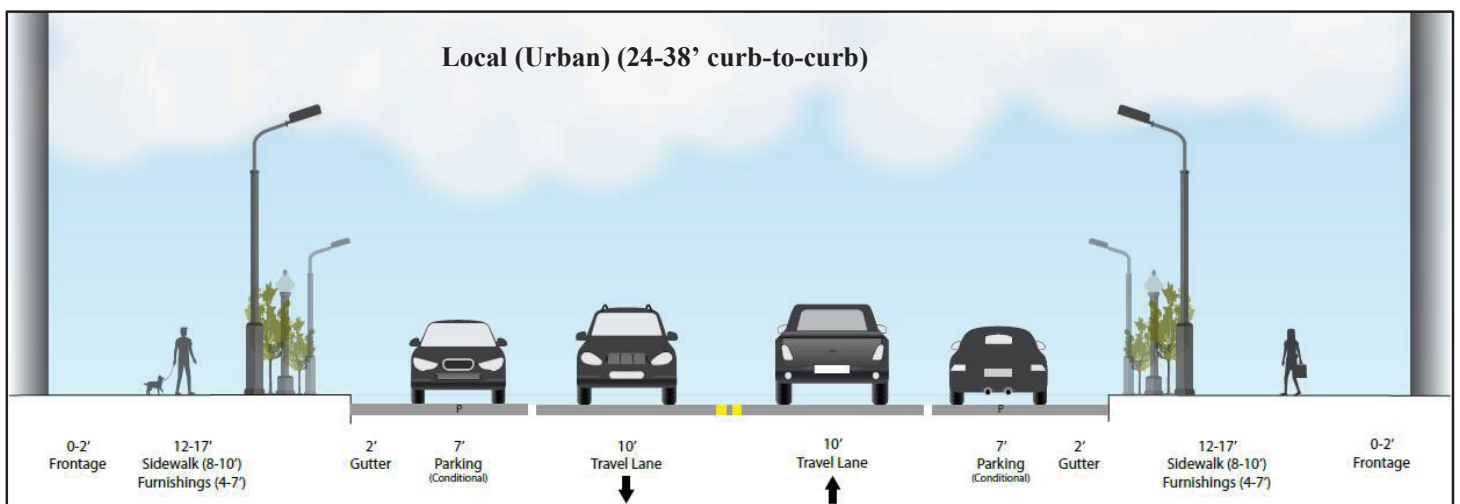 Local (Urban) (24-38’ curb-to-curb)
P
P
0-2’
Frontage
12-17’
Sidewalk (8-10’)
Furnishings (4-7’)
2’
Gutter
7’
Parking
(Conditional)
10’
Travel Lane
10’
Travel Lane
7’
Parking
(Conditional)
2’
Gutter
12-17’
Sidewalk (8-10’)
Furnishings (4-7’)
0-2’
Frontage